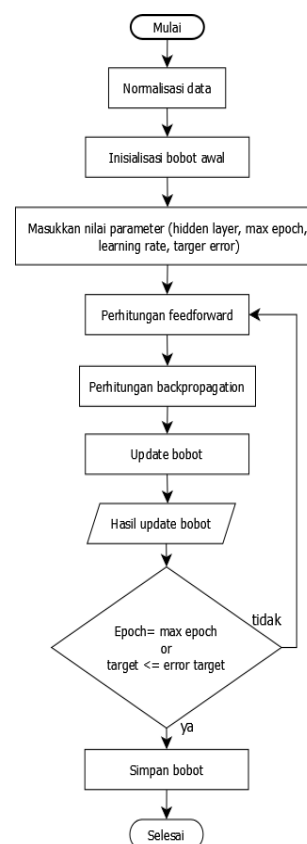 Mulai
Normalisasi data
Inisialisasi bobot awal
Masukkan nilai parameter (hidden layer, max epoch,
learning rate, targer error)
Perhitungan feedforward
Perhitungan backpropagation
Update bobot
Hasil update bobot
tidak
Epoch= max epoch
or
target <= error target
ya
Simpan bobot
Selesai